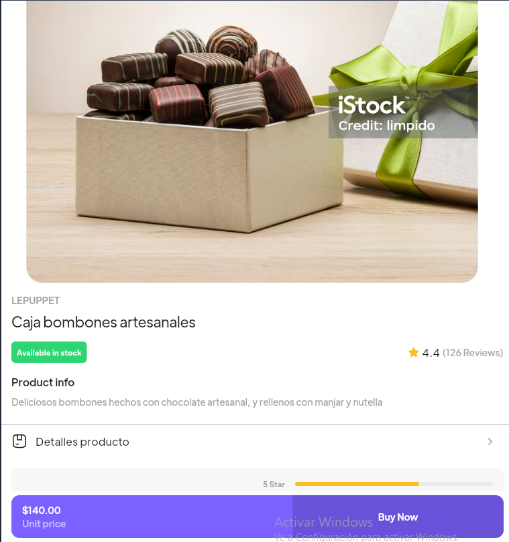 iStock™
Credit: limpido
LEPUPPET
Caja bombones artesanales
Available in stock
4.4 (126 Reviews)
Product info
Deliciosos bombones hechos con chocolate artesanal, y rellenos con manjar y nutella
Detalles producto
5 Star
$140.00
Unit price
Buy Now
Activar Windows
Ve a Configuración para activar Windows.